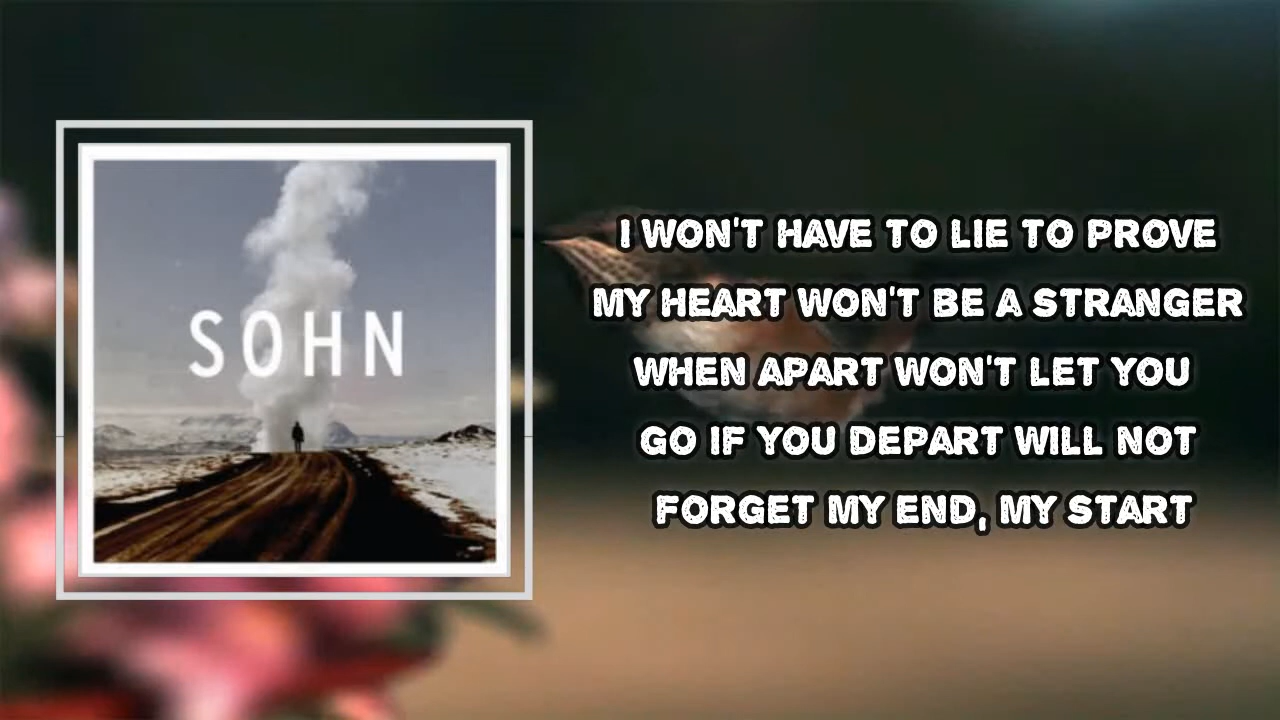 SOHN
I WON'T HAVE TO LIE TO PROVE
MY HEART WON'T BE A STRANGER
WHEN APART WON'T LET YOU
GO IF YOU DEPART WILL NOT
FORGET MY END, MY START